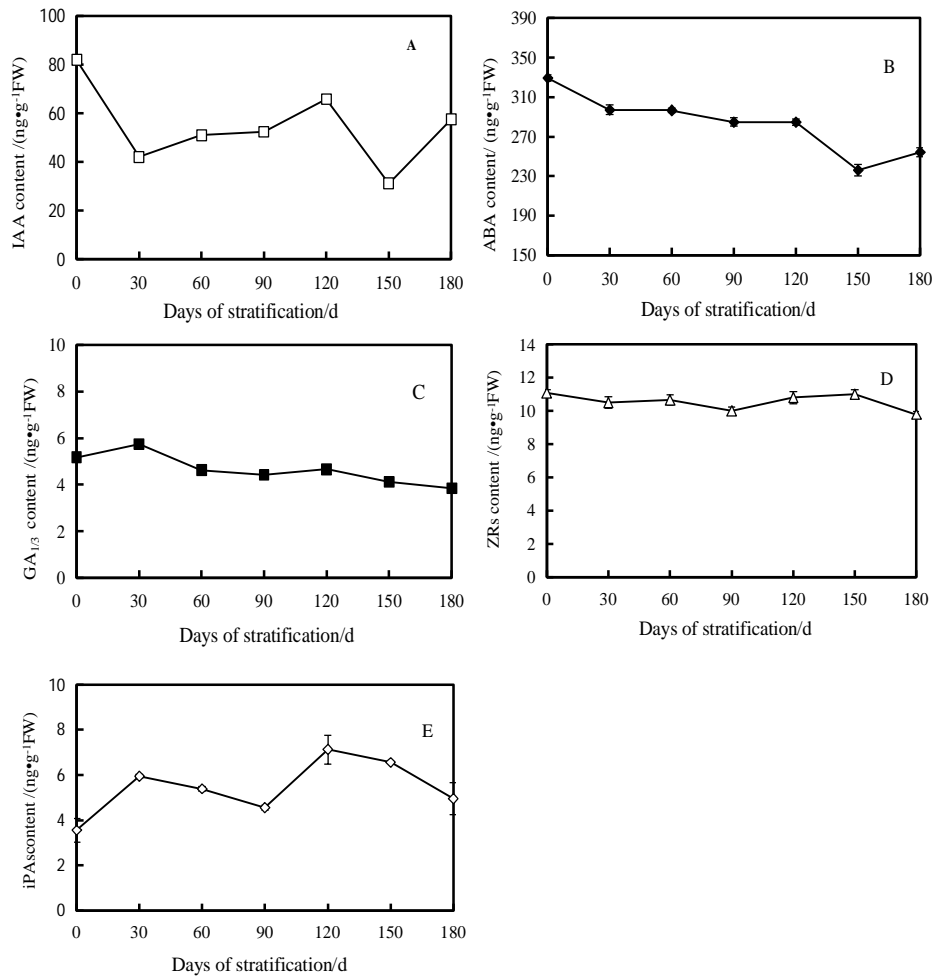 100
80
60
40
20
0
IAA content /(ng•g⁻¹FW)
A
0 30 60 90 120 150 180
Days of stratification/d
390
350
310
270
230
190
150
ABA content/ (ng•g⁻¹FW)
B
0 30 60 90 120 150 180
Days of stratification/d
10
8
6
4
2
0
GA1/3 content /(ng•g⁻¹FW)
C
0 30 60 90 120 150 180
Days of stratification/d
14
12
10
8
6
4
2
0
ZRs content /(ng•g⁻¹FW)
D
0 30 60 90 120 150 180
Days of stratification/d
10
8
6
4
2
0
iPAscontent /(ng•g⁻¹FW)
E
0 30 60 90 120 150 180
Days of stratification/d